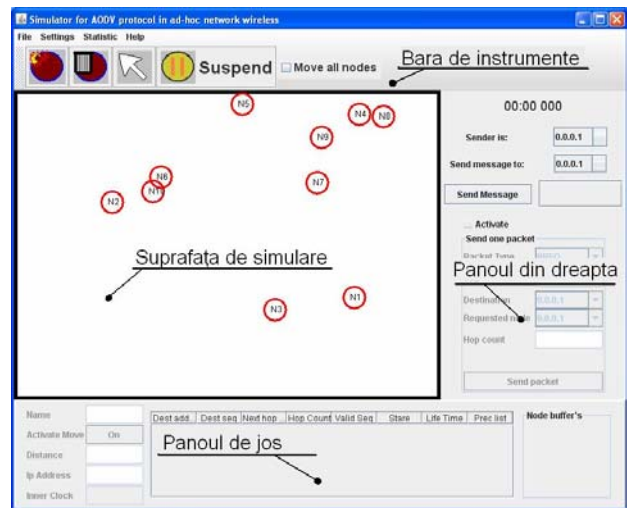 Simulator for AODV protocol in ad-hoc network wireless
File Settings Statistic Help
Suspend
Move all nodes
Bara de instrumente
N5
N4
N0
N9
N6
N7
N2
N3
N1
Suprafaţa de simulare
00:00 000
Sender is: 0.0.0.1
Send message to: 0.0.0.1
Send Message
... Activate
Send one packet
Packet Type
Panoul din dreapta
Destination 0.0.0.1
Requested node 0.0.0.1
Hop count
Send packet
Name
Activate Move On
Distance
Ip Address
Inner Clock
Dest add. Dest seq Next hop Hop Count Valid Seq Stare Life Time Prec list
Panoul de jos
Node buffer's